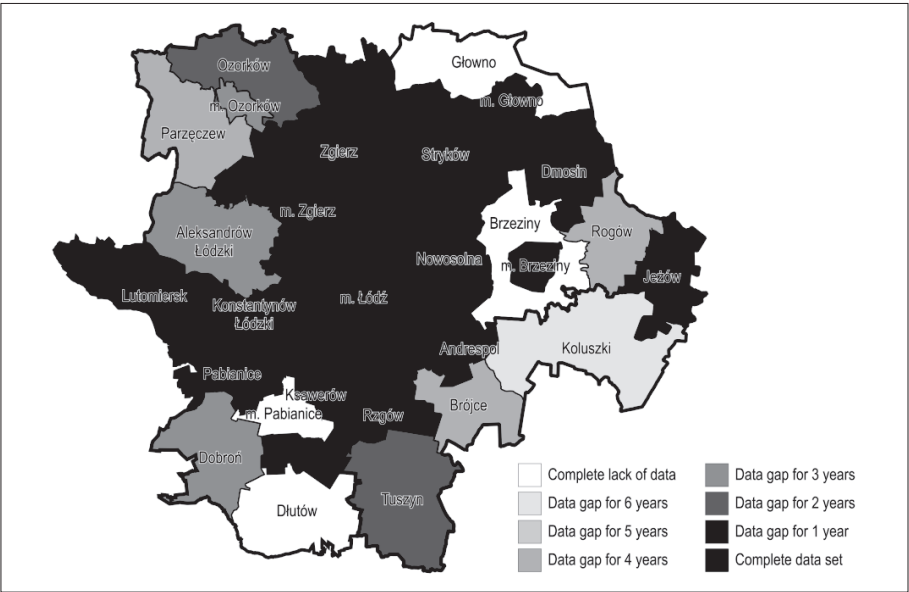 Ozorków
Głowno
m. Ozorków
m. Głowno
Parzęczew
Zgierz
Stryków
Dmosin
m. Zgierz
Brzeziny
Aleksandrów
Łódzki
Rogów
Nowosolna
m. Brzeziny
Jeżów
Lutomiersk
Konstantynów
Łódzki
m. Łódź
Andrespol
Koluszki
Pabianice
Ksawerów
m. Pabianice
Rzgów
Brójce
Dobroń
Dłutów
Tuszyn
Complete lack of data
Data gap for 6 years
Data gap for 5 years
Data gap for 4 years
Data gap for 3 years
Data gap for 2 years
Data gap for 1 year
Complete data set